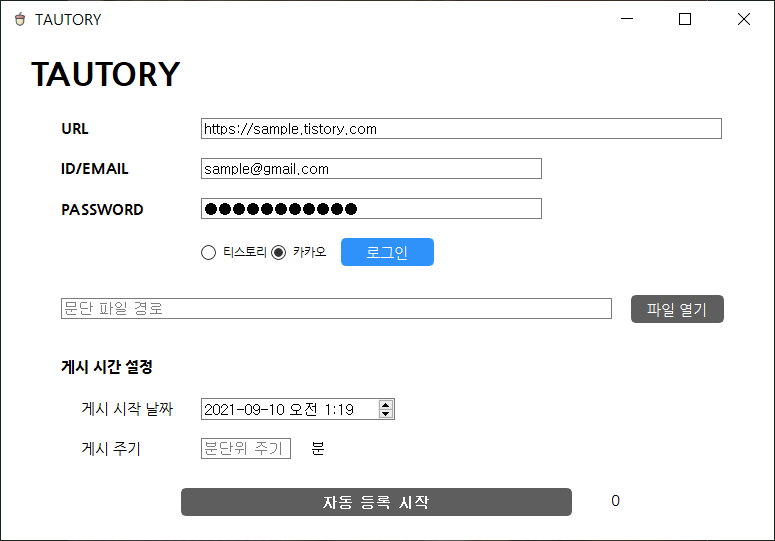 TAUTORY
TAUTORY
URL https://sample.tistory.com
ID/EMAIL sample@gmail.com
PASSWORD ●●●●●●●●●●●
티스토리 카카오 로그인
문단 파일 경로 파일 열기
게시 시간 설정
게시 시작 날짜 2021-09-10 오전 1:19
게시 주기 분단위 주기 분
자동 등록 시작 0